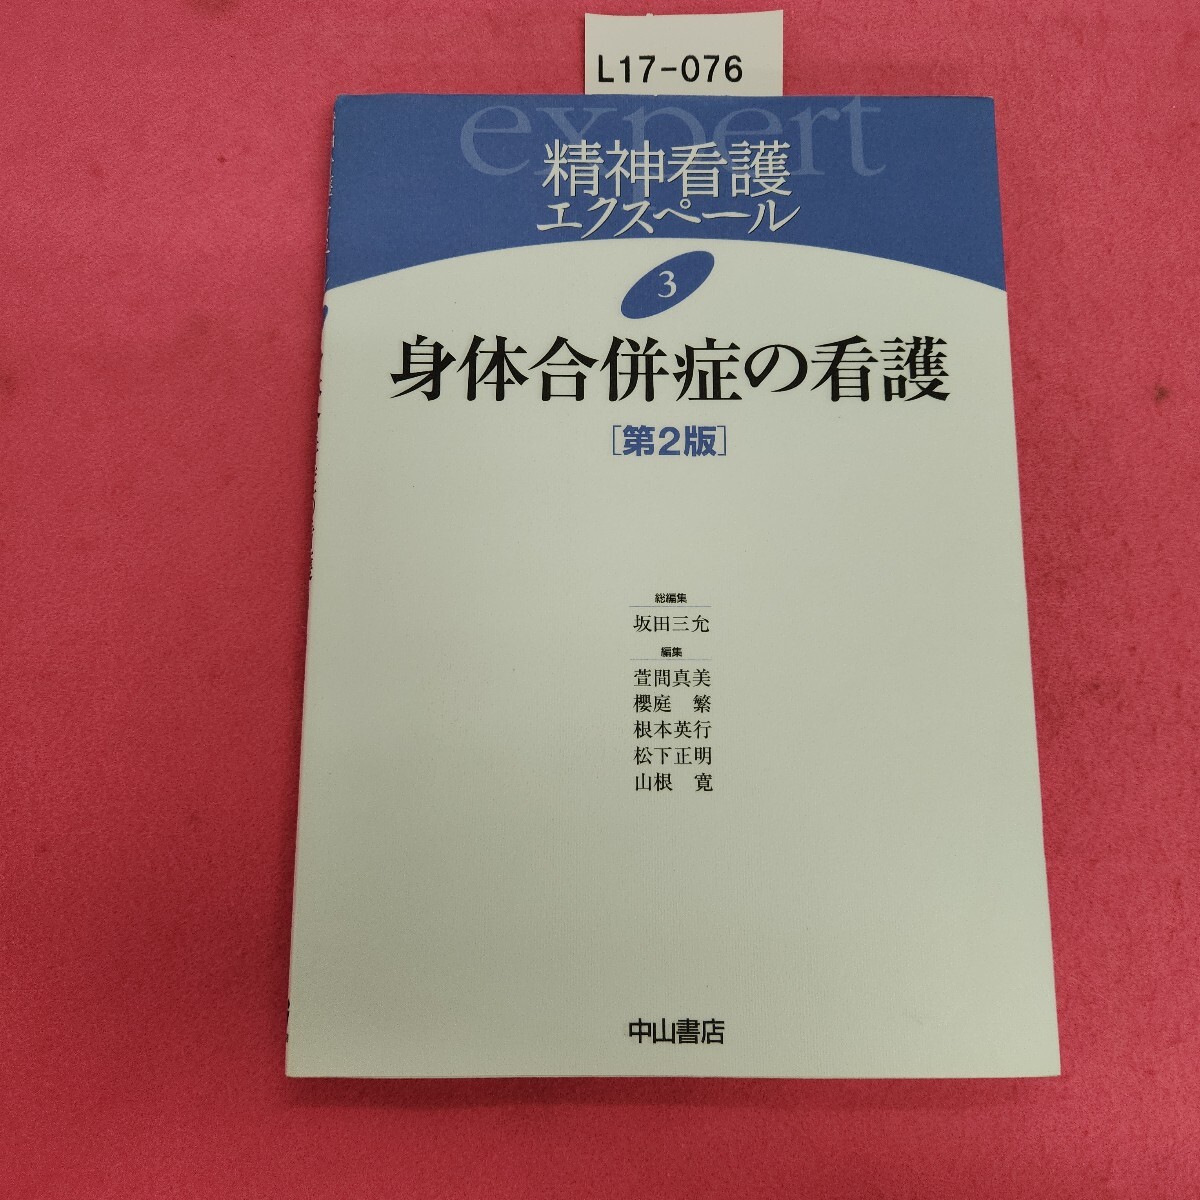 L17-076
expert
精神看護
エクスペール
3
身体合併症の看護
[第2版]
総編集
坂田三允
編集
萱間真美
櫻庭　繁
根本英行
松下正明
山根　寛
中山書店